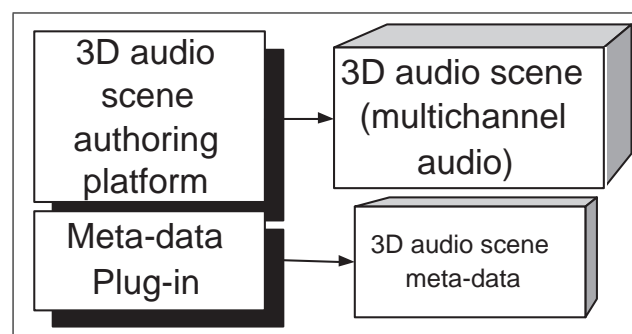 3D audio
scene
authoring
platform
3D audio scene
(multichannel
audio)
Meta-data
Plug-in
3D audio scene
meta-data